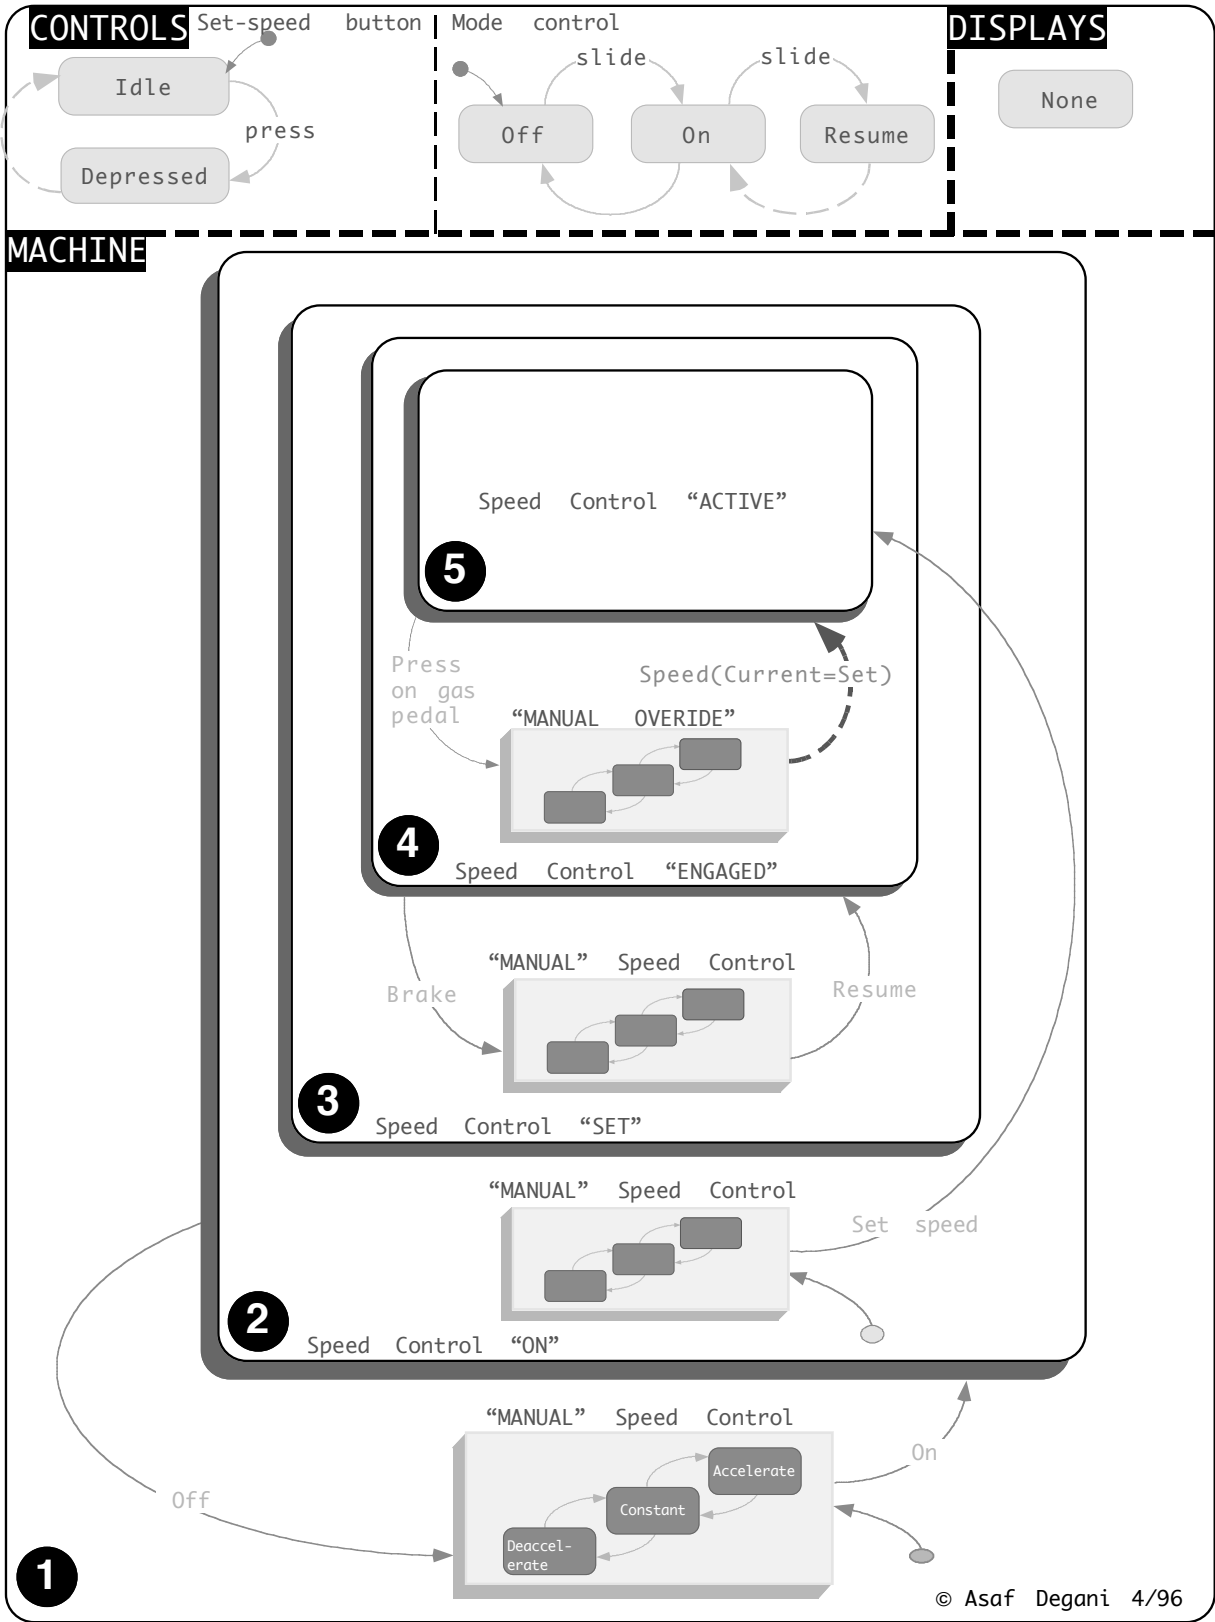 CONTROLS
Set-speed button
Mode control
DISPLAYS
Idle
press
Depressed
slide
slide
Off
On
Resume
None
MACHINE
Speed Control “ACTIVE”
5
Press
on gas
pedal
Speed(Current=Set)
“MANUAL OVERIDE”
4
Speed Control “ENGAGED”
“MANUAL” Speed Control
Brake
Resume
3
Speed Control “SET”
“MANUAL” Speed Control
Set speed
2
Speed Control “ON”
“MANUAL” Speed Control
On
Accelerate
Constant
Deaccel-
erate
Off
1
© Asaf Degani 4/96